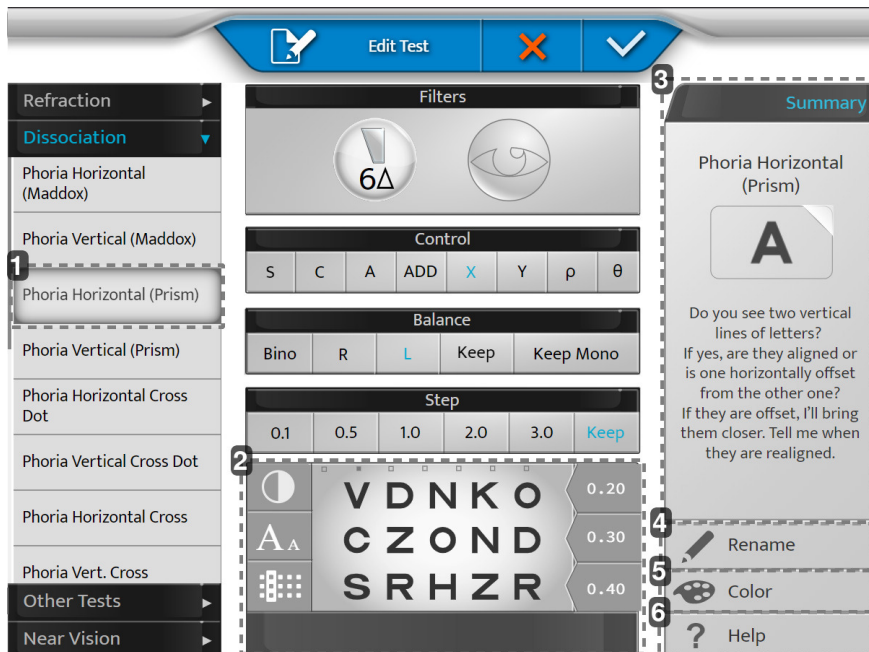 Edit Test
3
Refraction
Dissociation
Phoria Horizontal
(Maddox)
Phoria Vertical (Maddox)
1
Phoria Horizontal (Prism)
Phoria Vertical (Prism)
Phoria Horizontal Cross
Dot
Phoria Vertical Cross Dot
Phoria Horizontal Cross
Phoria Vert. Cross
Other Tests
Near Vision
Filters
6Δ
Control
S C A ADD X Y ρ θ
Balance
Bino R L Keep Keep Mono
Step
0.1 0.5 1.0 2.0 3.0 Keep
2
A A
V D N K O 0.20
C Z O N D 0.30
S R H Z R 0.40
Summary
Phoria Horizontal
(Prism)
A
Do you see two vertical
lines of letters?
If yes, are they aligned or
is one horizontally offset
from the other one?
If they are offset, I'll bring
them closer. Tell me when
they are realigned.
4
Rename
5
Color
6
? Help